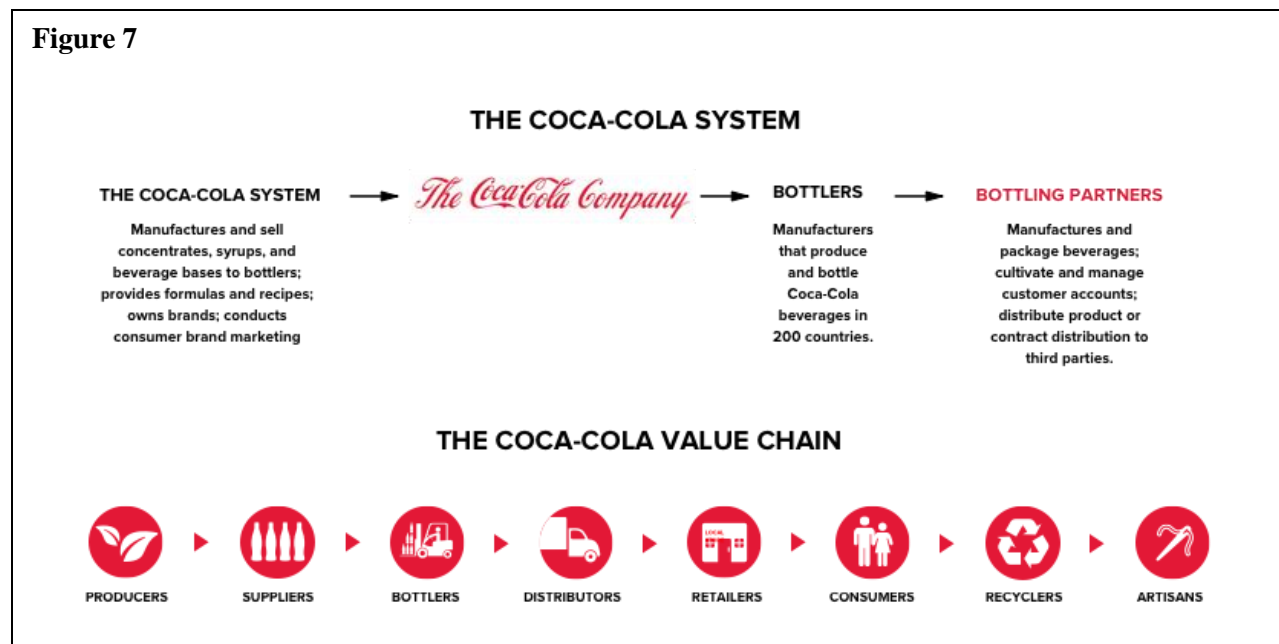 Figure 7
THE COCA-COLA SYSTEM
THE COCA-COLA SYSTEM
Manufactures and sell
concentrates, syrups, and
beverage bases to bottlers;
provides formulas and recipes;
owns brands; conducts
consumer brand marketing
The Coca-Cola Company
BOTTLERS
Manufacturers
that produce
and bottle
Coca-Cola
beverages in
200 countries.
BOTTLING PARTNERS
Manufactures and
package beverages;
cultivate and manage
customer accounts;
distribute product or
contract distribution to
third parties.
THE COCA-COLA VALUE CHAIN
LOCAL
PRODUCERS
SUPPLIERS
BOTTLERS
DISTRIBUTORS
RETAILERS
CONSUMERS
RECYCLERS
ARTISANS